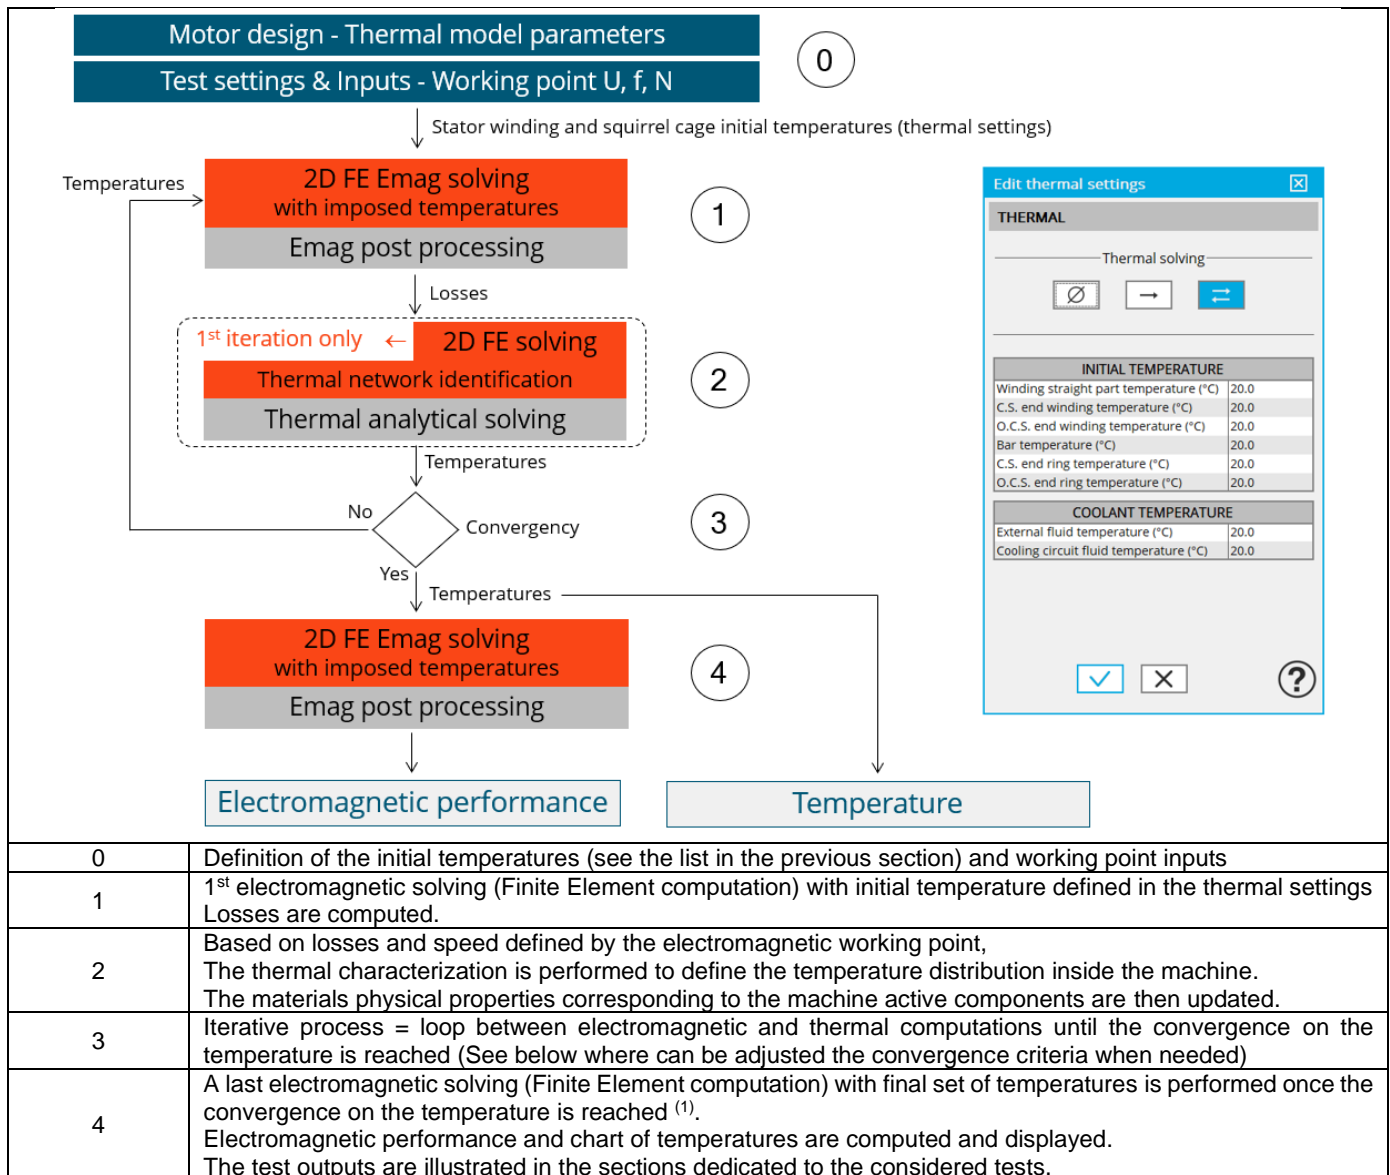 Motor design - Thermal model parameters
0
Test settings & Inputs - Working point U, f, N
Stator winding and squirrel cage initial temperatures (thermal settings)
Temperatures
2D FE Emag solving
with imposed temperatures
1
Emag post processing
Losses
1st iteration only ←
2D FE solving
Thermal network identification
2
Thermal analytical solving
Temperatures
No
Convergency
3
Yes
Temperatures
2D FE Emag solving
with imposed temperatures
4
Emag post processing
Electromagnetic performance
Temperature
Edit thermal settings
THERMAL
Thermal solving
INITIAL TEMPERATURE
Winding straight part temperature (°C) 20.0
C.S. end winding temperature (°C) 20.0
O.C.S. end winding temperature (°C) 20.0
Bar temperature (°C) 20.0
C.S. end ring temperature (°C) 20.0
O.C.S. end ring temperature (°C) 20.0
COOLANT TEMPERATURE
External fluid temperature (°C) 20.0
Cooling circuit fluid temperature (°C) 20.0
?
0 Definition of the initial temperatures (see the list in the previous section) and working point inputs
1 1st electromagnetic solving (Finite Element computation) with initial temperature defined in the thermal settings
Losses are computed.
2 Based on losses and speed defined by the electromagnetic working point,
The thermal characterization is performed to define the temperature distribution inside the machine.
The materials physical properties corresponding to the machine active components are then updated.
3 Iterative process = loop between electromagnetic and thermal computations until the convergence on the
temperature is reached (See below where can be adjusted the convergence criteria when needed)
4 A last electromagnetic solving (Finite Element computation) with final set of temperatures is performed once the
convergence on the temperature is reached (1).
Electromagnetic performance and chart of temperatures are computed and displayed.
The test outputs are illustrated in the sections dedicated to the considered tests.